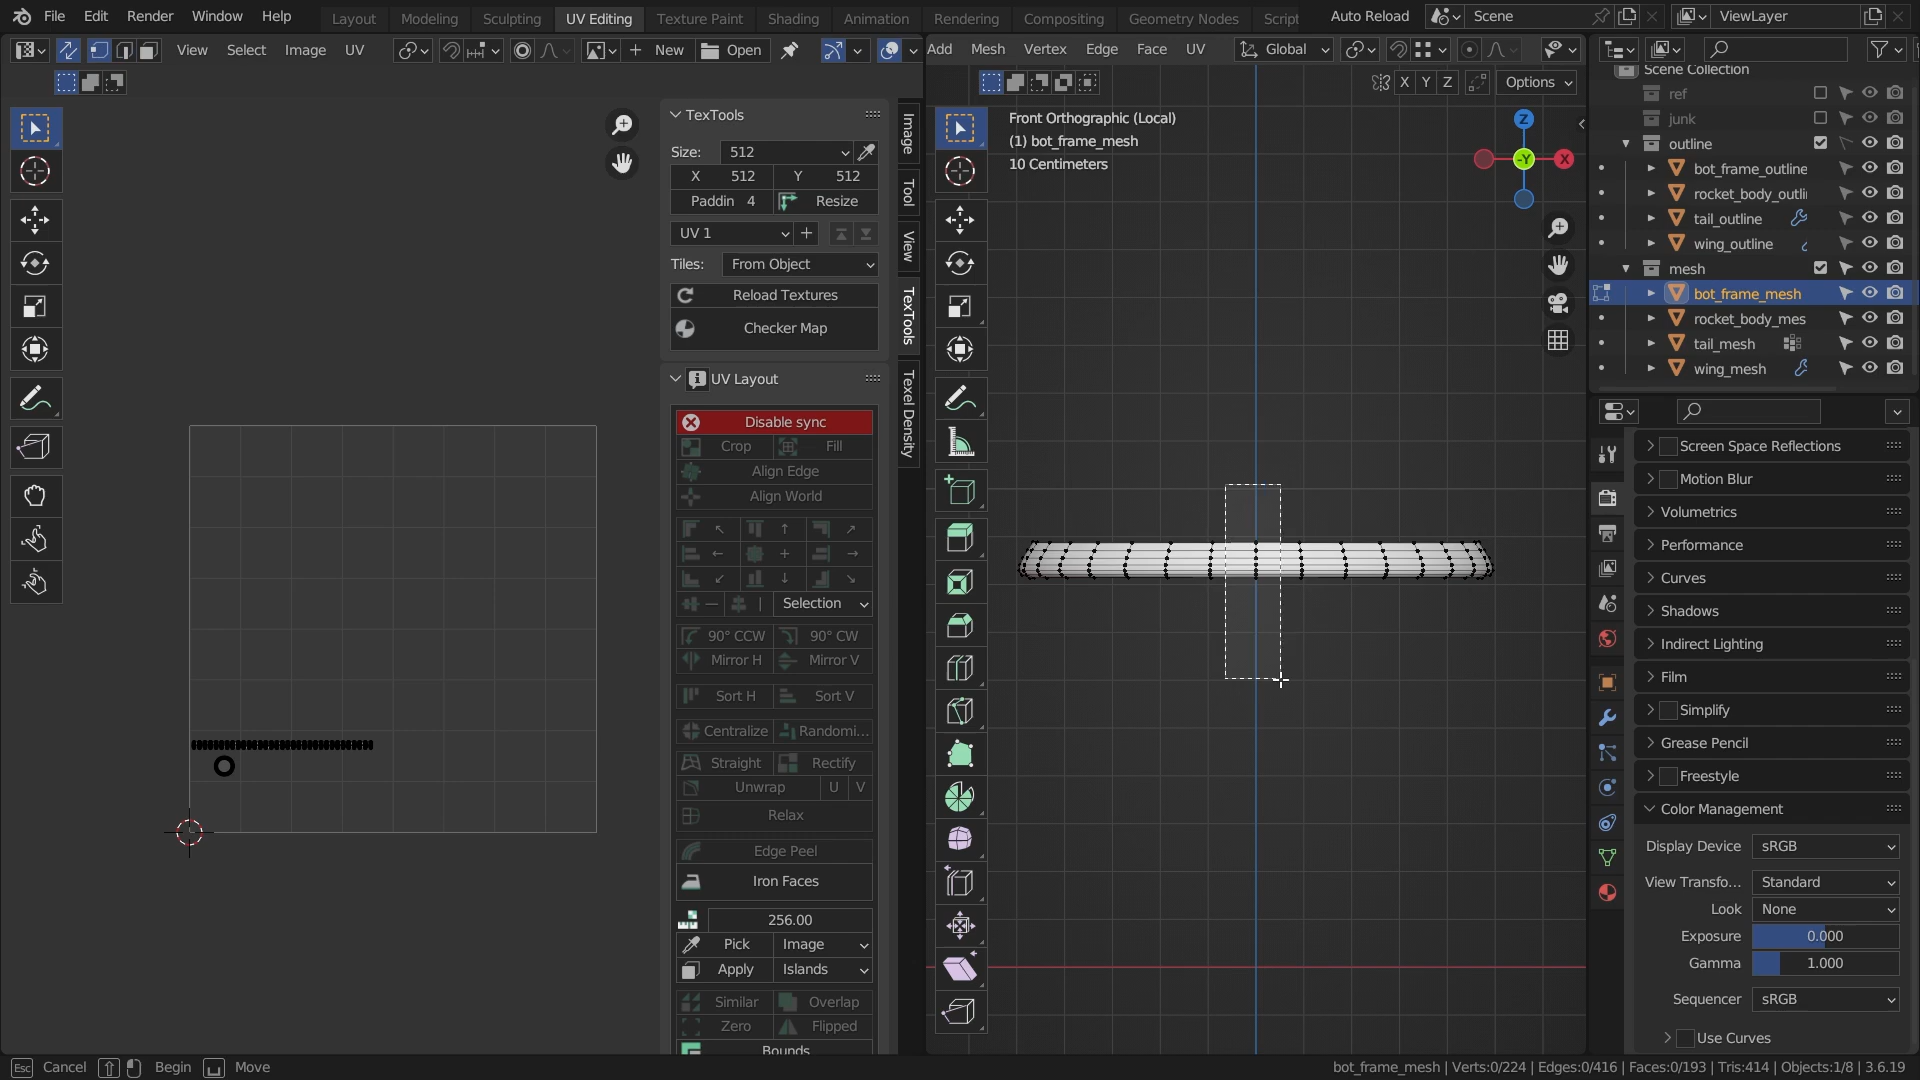 File Edit Render Window Help
Layout Modeling Sculpting UV Editing Texture Paint Shading Animation Rendering Compositing Geometry Nodes Script
Auto Reload Scene ViewLayer
View Select Image UV New Open
Add Mesh Vertex Edge Face UV Global
X Y Z Options
TexTools
Size: 512
X 512 Y 512
Paddin 4 Resize
UV 1
Tiles: From Object
Reload Textures
Checker Map
UV Layout
Disable sync
Crop Fill
Align Edge
Align World
Selection
90° CCW 90° CW
Mirror H Mirror V
Sort H Sort V
Centralize Randomi...
Straight Rectify
Unwrap U V
Relax
Edge Peel
Iron Faces
256.00
Pick Image
Apply Islands
Similar Overlap
Zero Flipped
Bounds
Image
Tool
View
TexTools
Texel Density
Front Orthographic (Local)
(1) bot_frame_mesh
10 Centimeters
Z
-Y
X
Scene Collection
ref
junk
outline
bot_frame_outline
rocket_body_outli
tail_outline
wing_outline
mesh
bot_frame_mesh
rocket_body_mes
tail_mesh
wing_mesh
Screen Space Reflections
Motion Blur
Volumetrics
Performance
Curves
Shadows
Indirect Lighting
Film
Simplify
Grease Pencil
Freestyle
Color Management
Display Device sRGB
View Transfo... Standard
Look None
Exposure 0.000
Gamma 1.000
Sequencer sRGB
Use Curves
Esc Cancel Begin Move
bot_frame_mesh | Verts:0/224 | Edges:0/416 | Faces:0/193 | Tris:414 | Objects:1/8 | 3.6.19